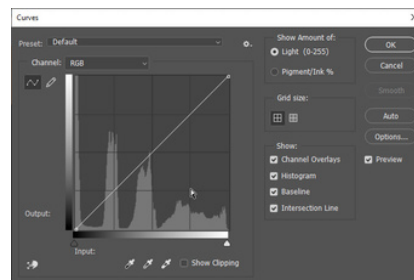 Curves
Preset: Default
Channel: RGB
Output:
Input:
Show Clipping
Show Amount of:
Light (0-255)
Pigment/Ink %
Grid size:
Show:
Channel Overlays
Histogram
Baseline
Intersection Line
OK
Cancel
Smooth
Auto
Options...
Preview